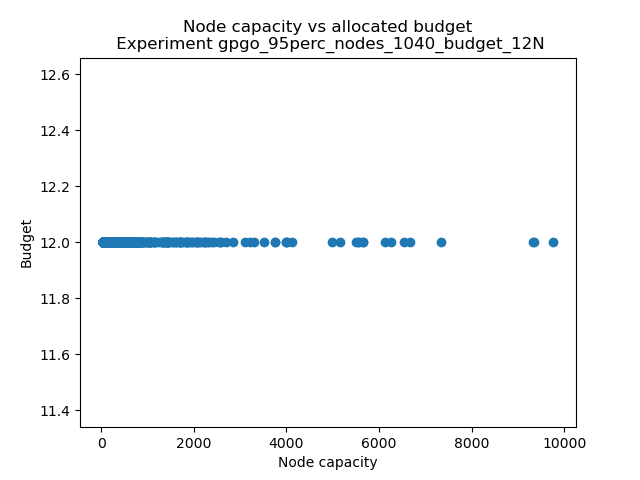 Node capacity vs allocated budget
Experiment gpgo_95perc_nodes_1040_budget_12N
12.6
12.4
12.2
12.0
11.8
11.6
11.4
Budget
0 2000 4000 6000 8000 10000
Node capacity